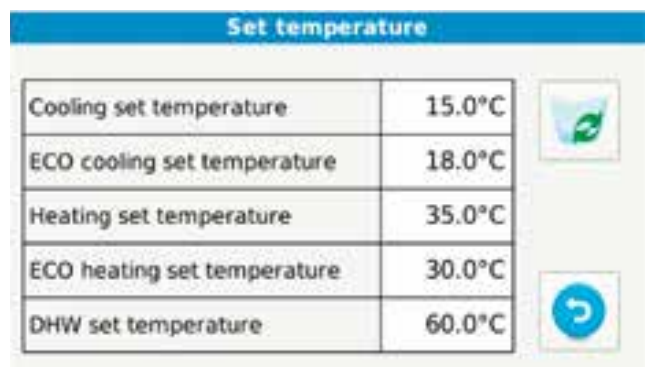 Set temperature
Cooling set temperature 15.0°C
ECO cooling set temperature 18.0°C
Heating set temperature 35.0°C
ECO heating set temperature 30.0°C
DHW set temperature 60.0°C